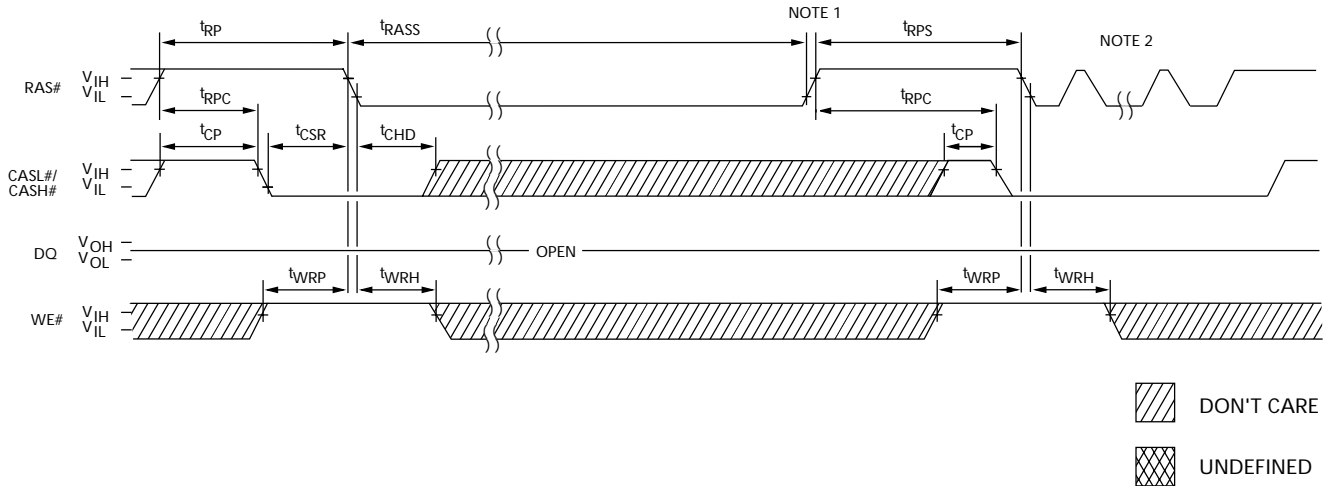 NOTE 1
tRP
tRASS
tRPS
NOTE 2
RAS#
VIH
VIL
tRPC
tRPC
tCP
tCSR
tCHD
tCP
CASL#/
CASH#
VIH
VIL
DQ
VOH
VOL
OPEN
tWRP
tWRH
tWRP
tWRH
WE#
VIH
VIL
DON'T CARE
UNDEFINED